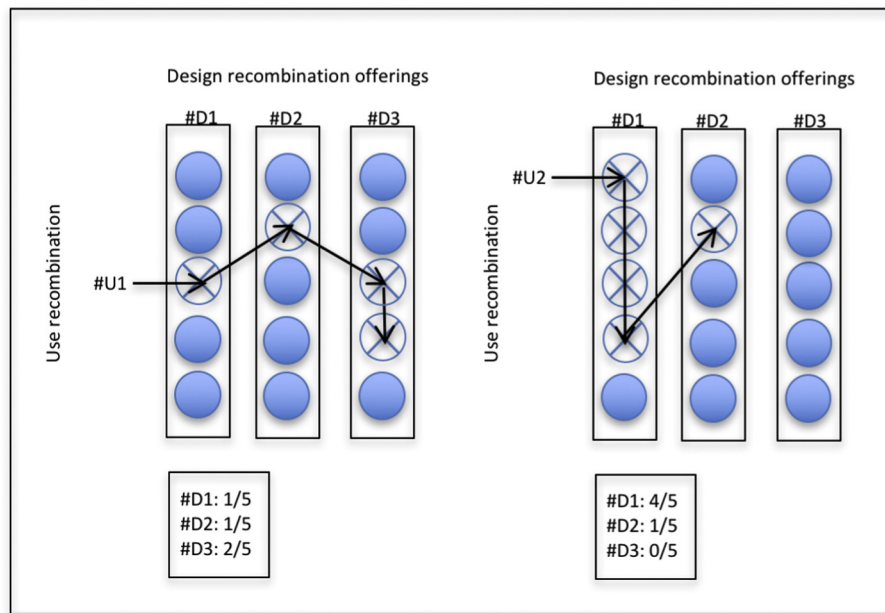 Design recombination offerings
#D1
#D2
#D3
Use recombination
#U1
#D1: 1/5
#D2: 1/5
#D3: 2/5
Design recombination offerings
#D1
#D2
#D3
Use recombination
#U2
#D1: 4/5
#D2: 1/5
#D3: 0/5